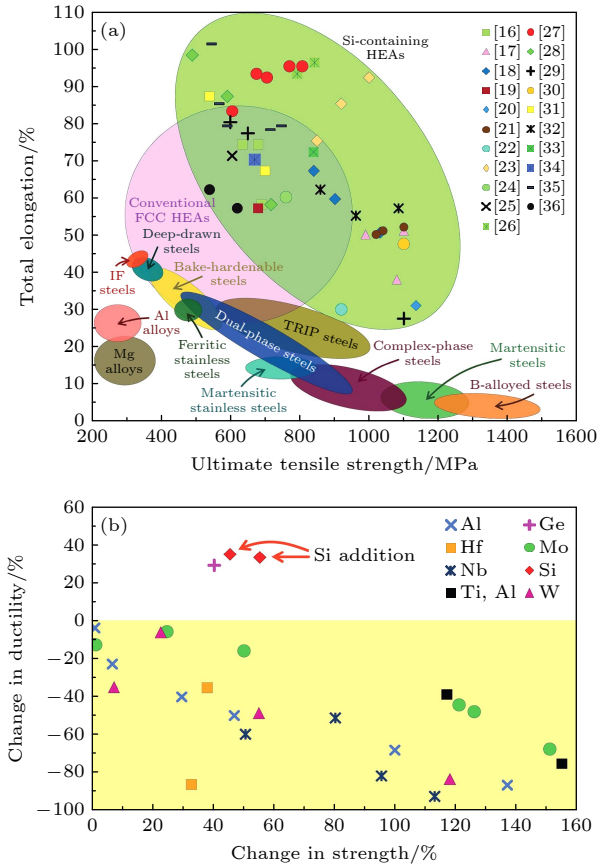 110
(a)
Si-containing
HEAs
[16]
[27]
[17]
[28]
[18]
[29]
[19]
[30]
[20]
[31]
[21]
[32]
[22]
[33]
[23]
[34]
[24]
[35]
[25]
[36]
[26]
100
90
80
70
60
50
40
30
20
10
0
Total elongation/%
Conventional
FCC HEAs
Deep-drawn
steels
IF
steels
Bake-hardenable
steels
Al
alloys
Mg
alloys
Ferritic
stainless steels
Dual-phase steels
TRIP steels
Martensitic
stainless steels
Complex-phase
steels
Martensitic
steels
B-alloyed steels
200 400 600 800 1000 1200 1400 1600
Ultimate tensile strength/MPa
60
(b)
Al
Ge
Hf
Mo
Nb
Si
Ti, Al
W
Si addition
40
20
0
−20
−40
−60
−80
−100
Change in ductility/%
0 20 40 60 80 100 120 140 160
Change in strength/%